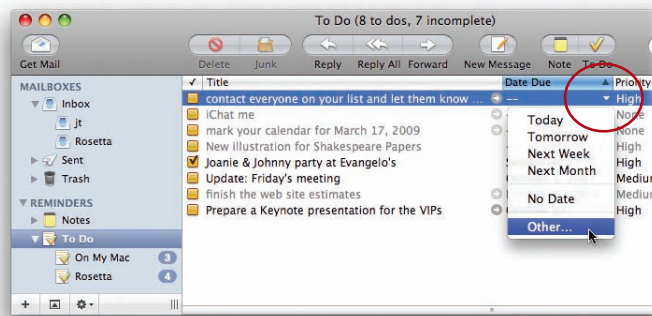 To Do (8 to dos, 7 incomplete)
Get Mail Delete Junk Reply Reply All Forward New Message Note To Do
MAILBOXES
Inbox
jt
Rosetta
Sent
Trash
REMINDERS
Notes
To Do
On My Mac 3
Rosetta 4
Title Date Due Priority
contact everyone on your list and let them know ... -- High
iChat me None
mark your calendar for March 17, 2009 None
New illustration for Shakespeare Papers High
Joanie & Johnny party at Evangelo's High
Update: Friday's meeting Medium
finish the web site estimates Mediu
Prepare a Keynote presentation for the VIPs High
Today
Tomorrow
Next Week
Next Month
No Date
Other...